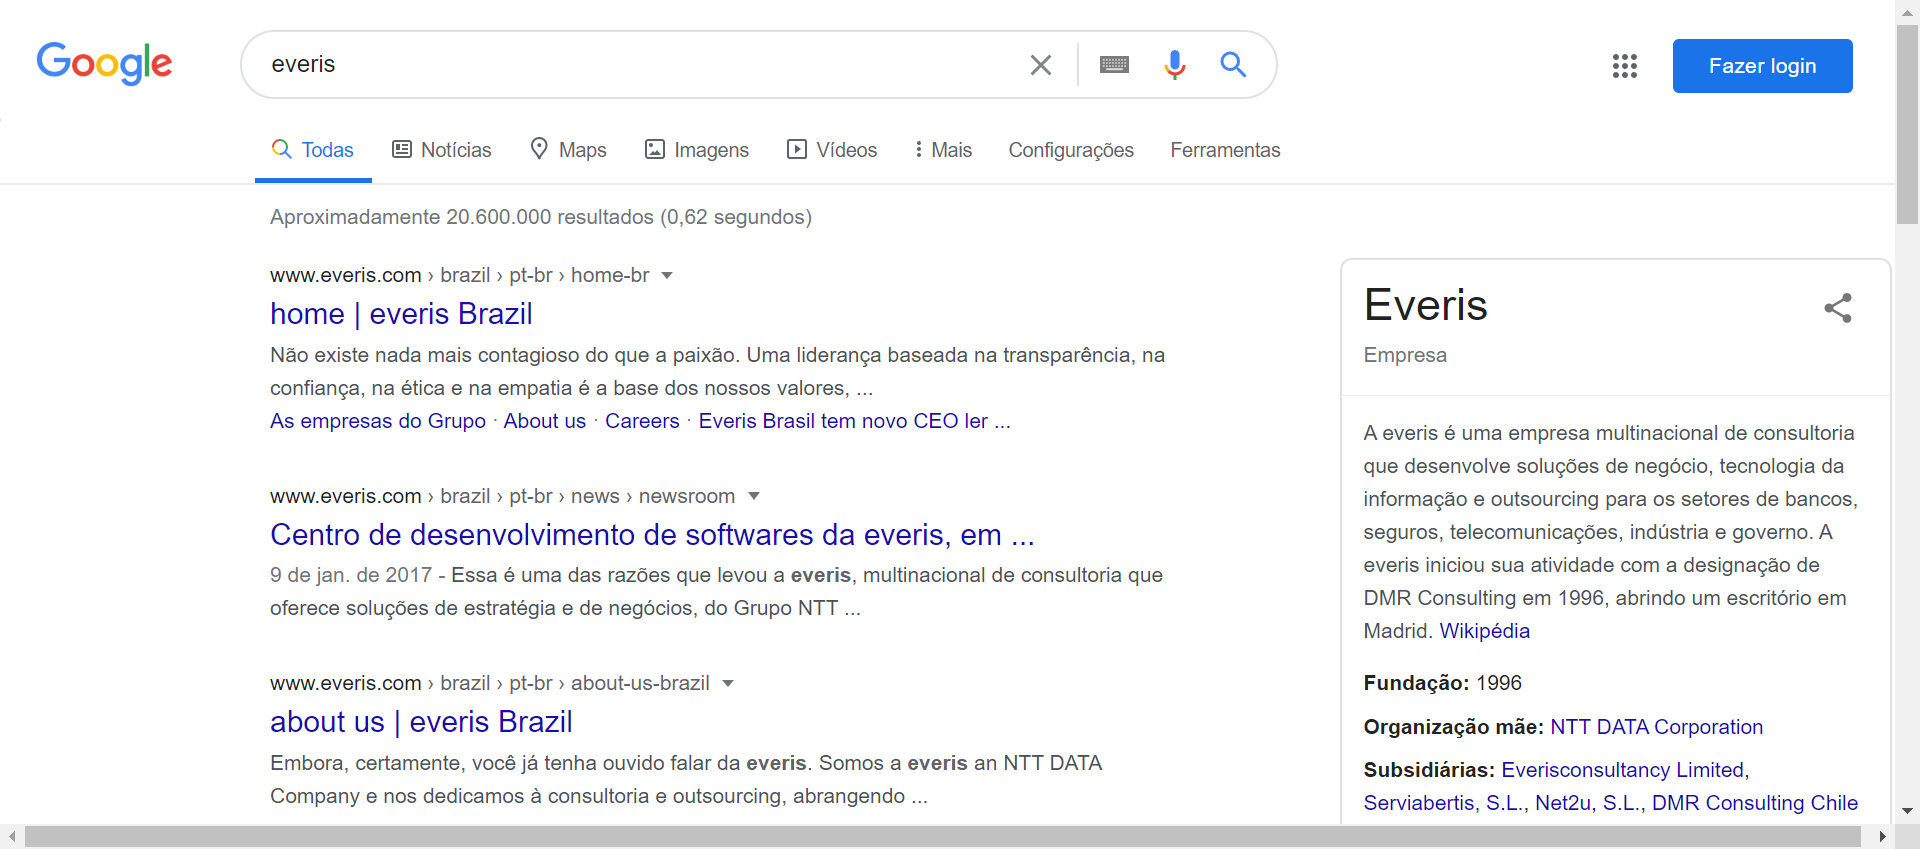 Google
everis
Fazer login
Todas
Notícias
Maps
Imagens
Vídeos
Mais
Configurações
Ferramentas
Aproximadamente 20.600.000 resultados (0,62 segundos)
www.everis.com › brazil › pt-br › home-br
home | everis Brazil
Não existe nada mais contagioso do que a paixão. Uma liderança baseada na transparência, na
confiança, na ética e na empatia é a base dos nossos valores, ...
As empresas do Grupo · About us · Careers · Everis Brasil tem novo CEO ler ...
www.everis.com › brazil › pt-br › news › newsroom
Centro de desenvolvimento de softwares da everis, em ...
9 de jan. de 2017 - Essa é uma das razões que levou a everis, multinacional de consultoria que
oferece soluções de estratégia e de negócios, do Grupo NTT ...
www.everis.com › brazil › pt-br › about-us-brazil
about us | everis Brazil
Embora, certamente, você já tenha ouvido falar da everis. Somos a everis an NTT DATA
Company e nos dedicamos à consultoria e outsourcing, abrangendo ...
Everis
Empresa
A everis é uma empresa multinacional de consultoria
que desenvolve soluções de negócio, tecnologia da
informação e outsourcing para os setores de bancos,
seguros, telecomunicações, indústria e governo. A
everis iniciou sua atividade com a designação de
DMR Consulting em 1996, abrindo um escritório em
Madrid. Wikipédia
Fundação: 1996
Organização mãe: NTT DATA Corporation
Subsidiárias: Everisconsultancy Limited,
Serviabertis, S.L., Net2u, S.L., DMR Consulting Chile